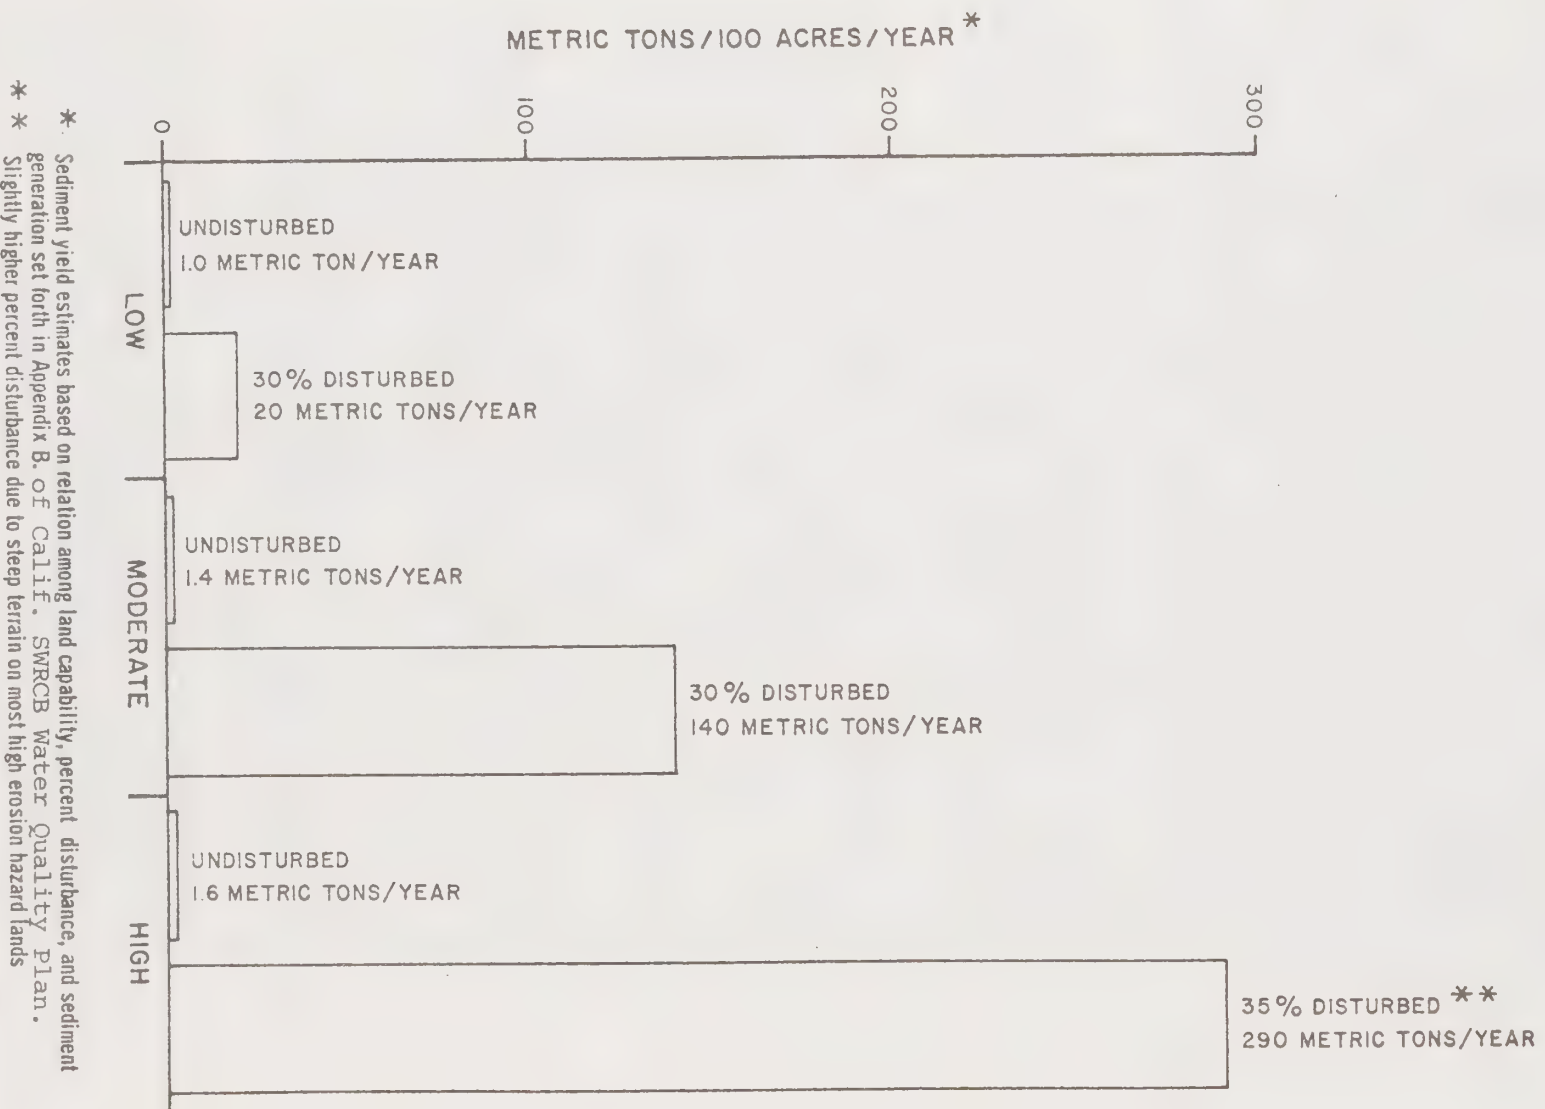 METRIC TONS/100 ACRES/YEAR *
0
100
200
300
UNDISTURBED
1.0 METRIC TON/YEAR
30% DISTURBED
20 METRIC TONS/YEAR
LOW
UNDISTURBED
1.4 METRIC TONS/YEAR
30% DISTURBED
140 METRIC TONS/YEAR
MODERATE
UNDISTURBED
1.6 METRIC TONS/YEAR
35% DISTURBED **
290 METRIC TONS/YEAR
HIGH
* Sediment yield estimates based on relation among land capability, percent disturbance, and sediment
generation set forth in Appendix B. of Calif. SWRCB Water Quality Plan.
** Slightly higher percent disturbance due to steep terrain on most high erosion hazard lands